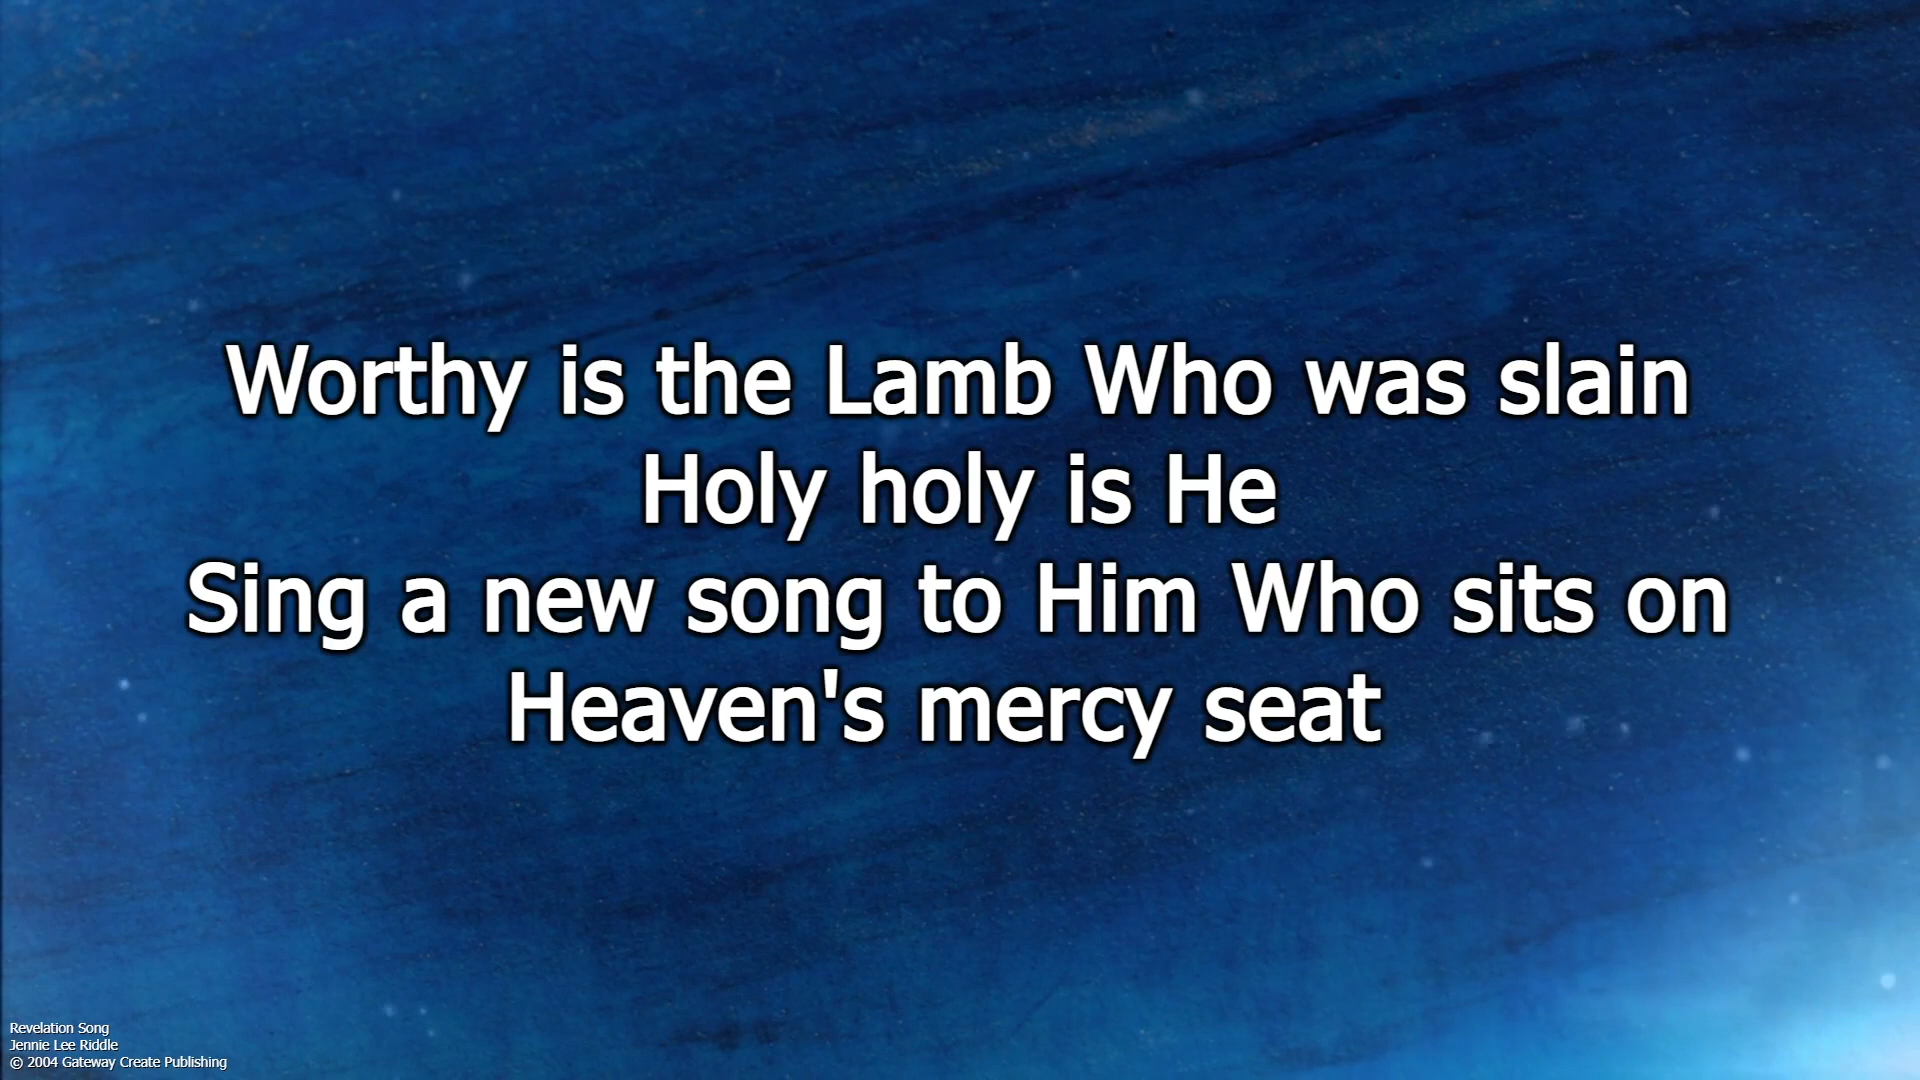 Worthy is the Lamb Who was slain
Holy holy is He
Sing a new song to Him Who sits on
Heaven's mercy seat
Revelation Song
Jennie Lee Riddle
© 2004 Gateway Create Publishing